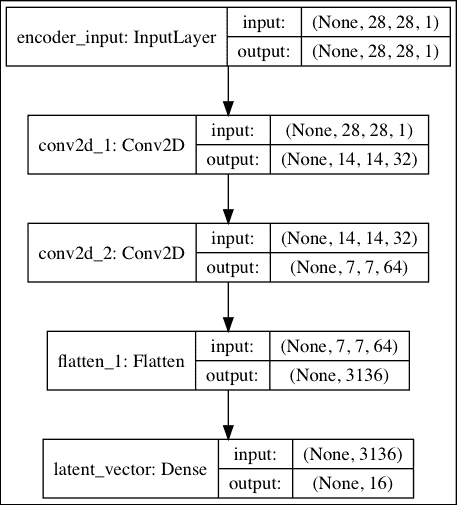 encoder_input: InputLayer
input:
(None, 28, 28, 1)
output:
(None, 28, 28, 1)
conv2d_1: Conv2D
input:
(None, 28, 28, 1)
output:
(None, 14, 14, 32)
conv2d_2: Conv2D
input:
(None, 14, 14, 32)
output:
(None, 7, 7, 64)
flatten_1: Flatten
input:
(None, 7, 7, 64)
output:
(None, 3136)
latent_vector: Dense
input:
(None, 3136)
output:
(None, 16)